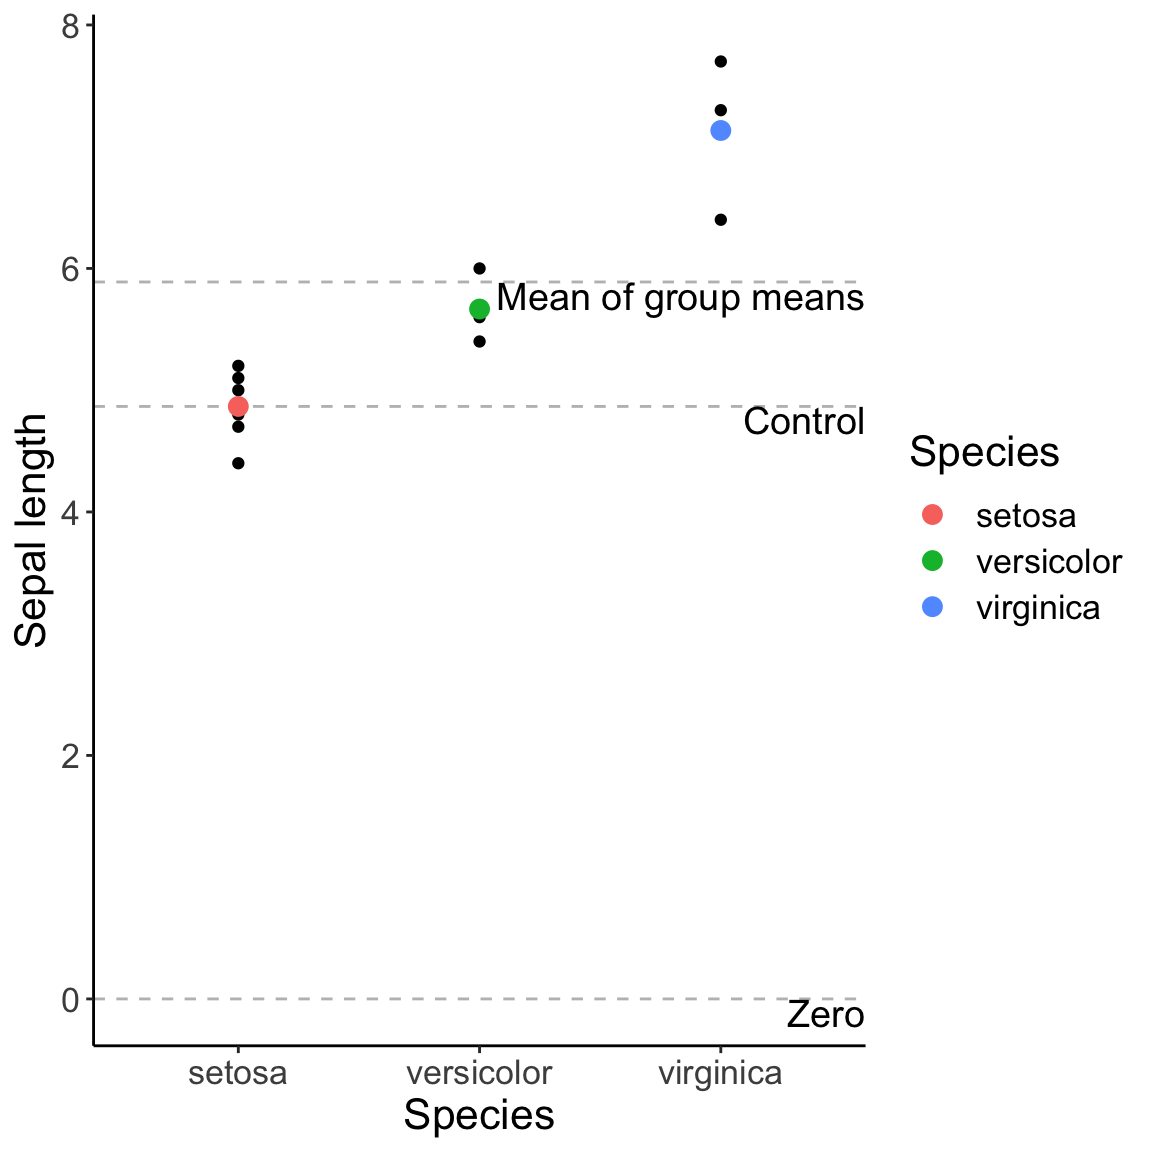 8
6
4
2
0
Sepal length
Mean of group means
Control
Zero
setosa
versicolor
virginica
Species
Species
setosa
versicolor
virginica